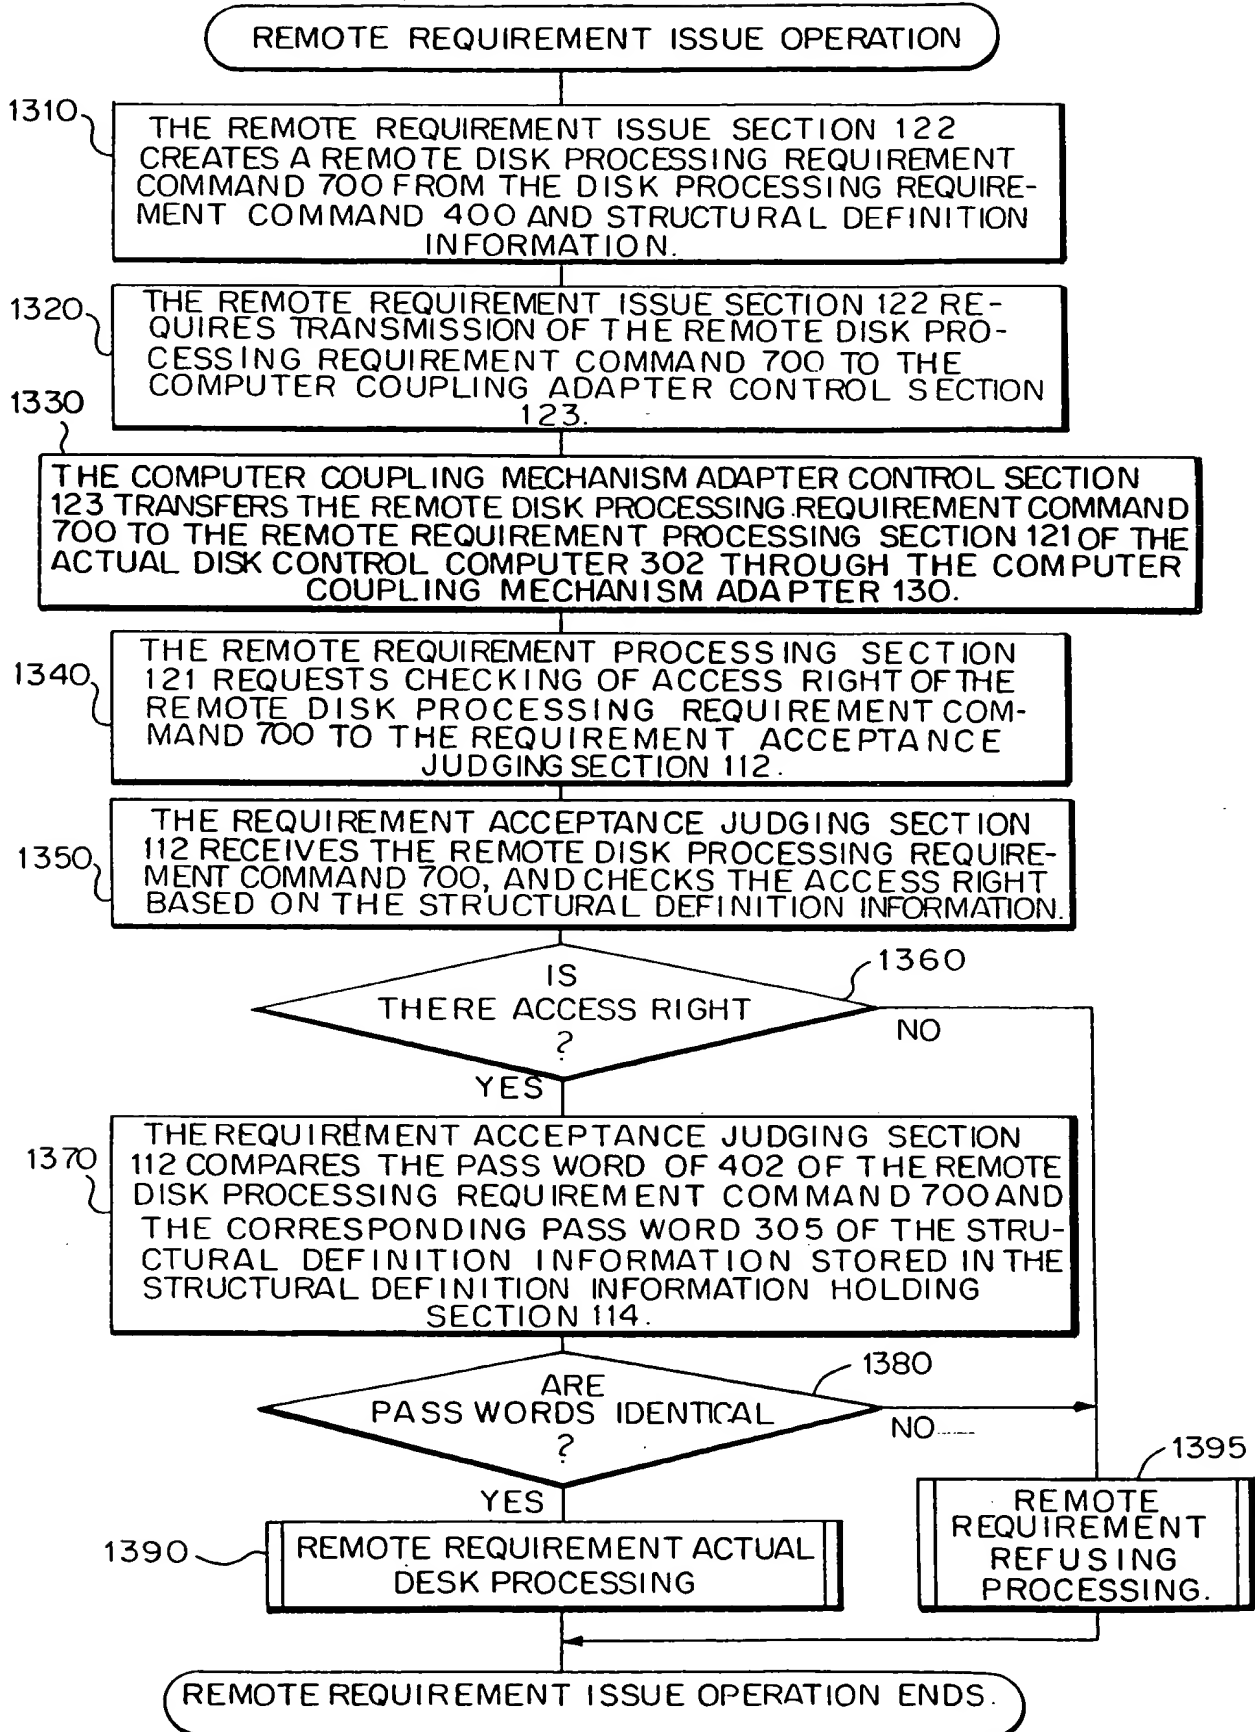 REMOTE REQUIREMENT ISSUE OPERATION
1310
THE REMOTE REQUIREMENT ISSUE SECTION 122
CREATES A REMOTE DISK PROCESSING REQUIREMENT
COMMAND 700 FROM THE DISK PROCESSING REQUIRE-
MENT COMMAND 400 AND STRUCTURAL DEFINITION
INFORMATION.
1320
THE REMOTE REQUIREMENT ISSUE SECTION 122 RE-
QUIRES TRANSMISSION OF THE REMOTE DISK PRO-
CESSING REQUIREMENT COMMAND 700 TO THE
COMPUTER COUPLING ADAPTER CONTROL SECTION
123.
1330
THE COMPUTER COUPLING MECHANISM ADAPTER CONTROL SECTION
123 TRANSFERS THE REMOTE DISK PROCESSING REQUIREMENT COMMAND
700 TO THE REMOTE REQUIREMENT PROCESSING SECTION 121 OF THE
ACTUAL DISK CONTROL COMPUTER 302 THROUGH THE COMPUTER
COUPLING MECHANISM ADAPTER 130.
1340
THE REMOTE REQUIREMENT PROCESSING SECTION
121 REQUESTS CHECKING OF ACCESS RIGHT OF THE
REMOTE DISK PROCESSING REQUIREMENT COM-
MAND 700 TO THE REQUIREMENT ACCEPTANCE
JUDGING SECTION 112.
1350
THE REQUIREMENT ACCEPTANCE JUDGING SECTION
112 RECEIVES THE REMOTE DISK PROCESSING REQUIRE-
MENT COMMAND 700, AND CHECKS THE ACCESS RIGHT
BASED ON THE STRUCTURAL DEFINITION INFORMATION.
1360
IS
THERE ACCESS RIGHT
?
NO
YES
1370
THE REQUIREMENT ACCEPTANCE JUDGING SECTION
112 COMPARES THE PASS WORD OF 402 OF THE REMOTE
DISK PROCESSING REQUIREMENT COMMAND 700 AND
THE CORRESPONDING PASS WORD 305 OF THE STRU-
CTURAL DEFINITION INFORMATION STORED IN THE
STRUCTURAL DEFINITION INFORMATION HOLDING
SECTION 114.
1380
ARE
PASS WORDS IDENTICAL
?
NO
YES
1395
REMOTE
REQUIREMENT
REFUSING
PROCESSING.
1390
REMOTE REQUIREMENT ACTUAL
DESK PROCESSING
REMOTE REQUIREMENT ISSUE OPERATION ENDS.